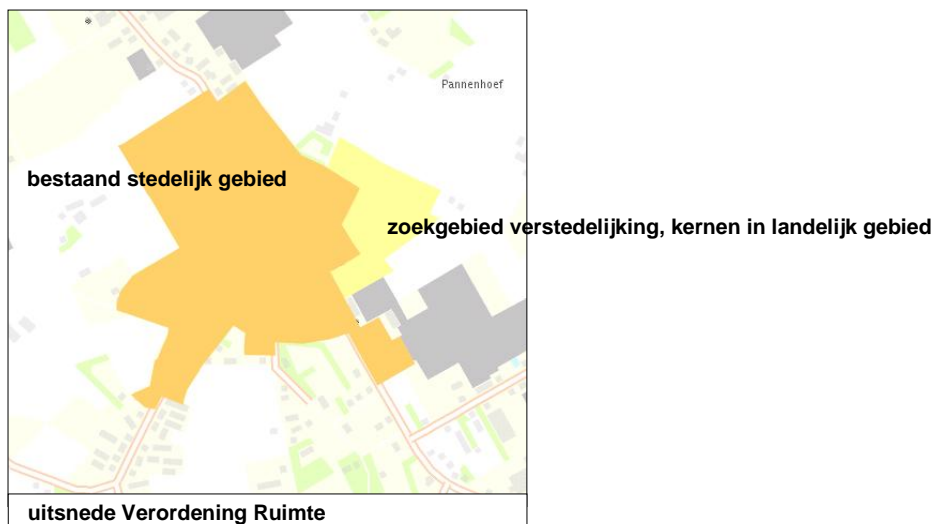 Pannenhoef
bestaand stedelijk gebied
zoekgebied verstedelijking, kernen in landelijk gebied
uitsnede Verordening Ruimte